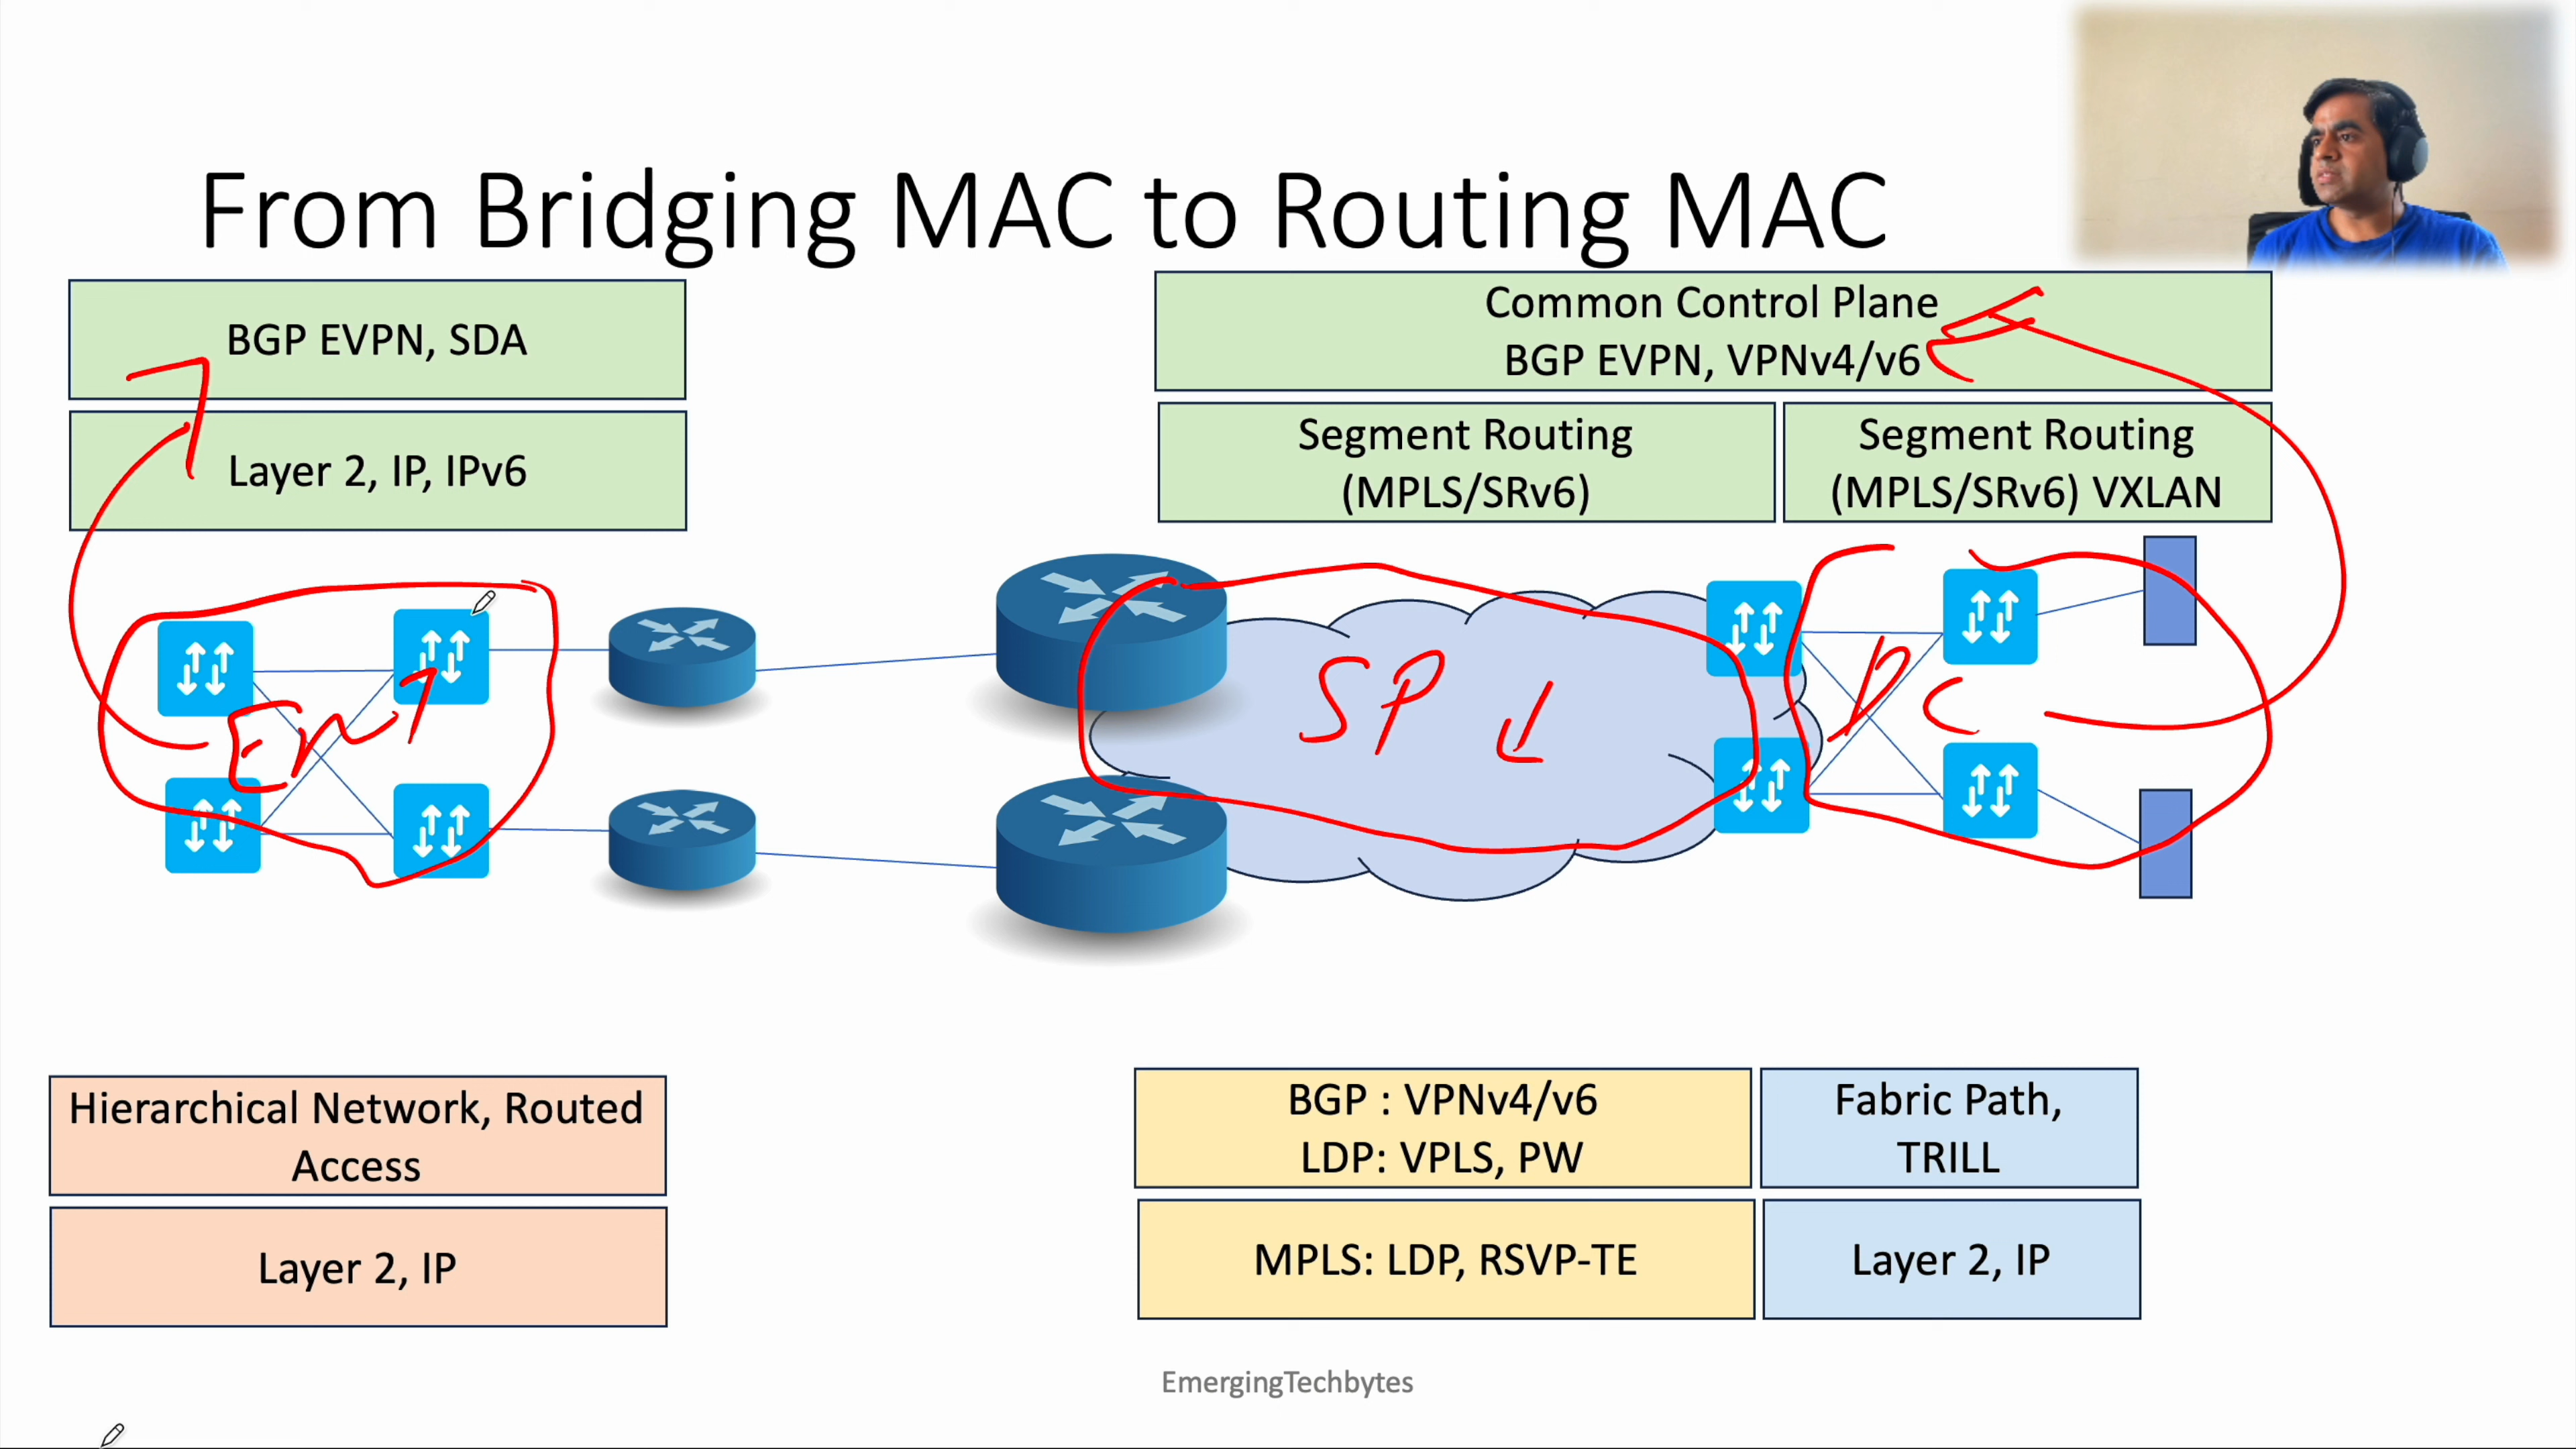 From Bridging MAC to Routing MAC
BGP EVPN, SDA
Layer 2, IP, IPv6
Common Control Plane
BGP EVPN, VPNv4/v6
Segment Routing
(MPLS/SRv6)
Segment Routing
(MPLS/SRv6) VXLAN
Ent
SP
DC
Hierarchical Network, Routed
Access
Layer 2, IP
BGP : VPNv4/v6
LDP: VPLS, PW
MPLS: LDP, RSVP-TE
Fabric Path,
TRILL
Layer 2, IP
EmergingTechbytes